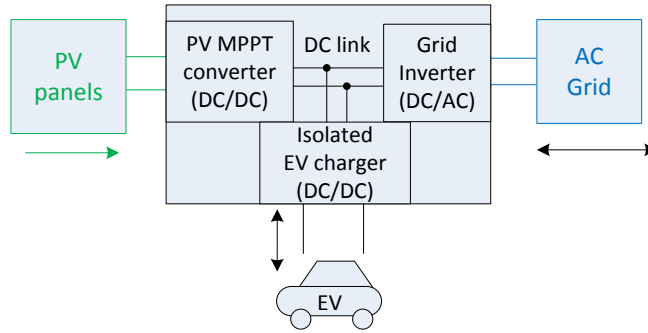 PV
panels
PV MPPT
converter
(DC/DC)
DC link
Grid
Inverter
(DC/AC)
AC
Grid
Isolated
EV charger
(DC/DC)
EV